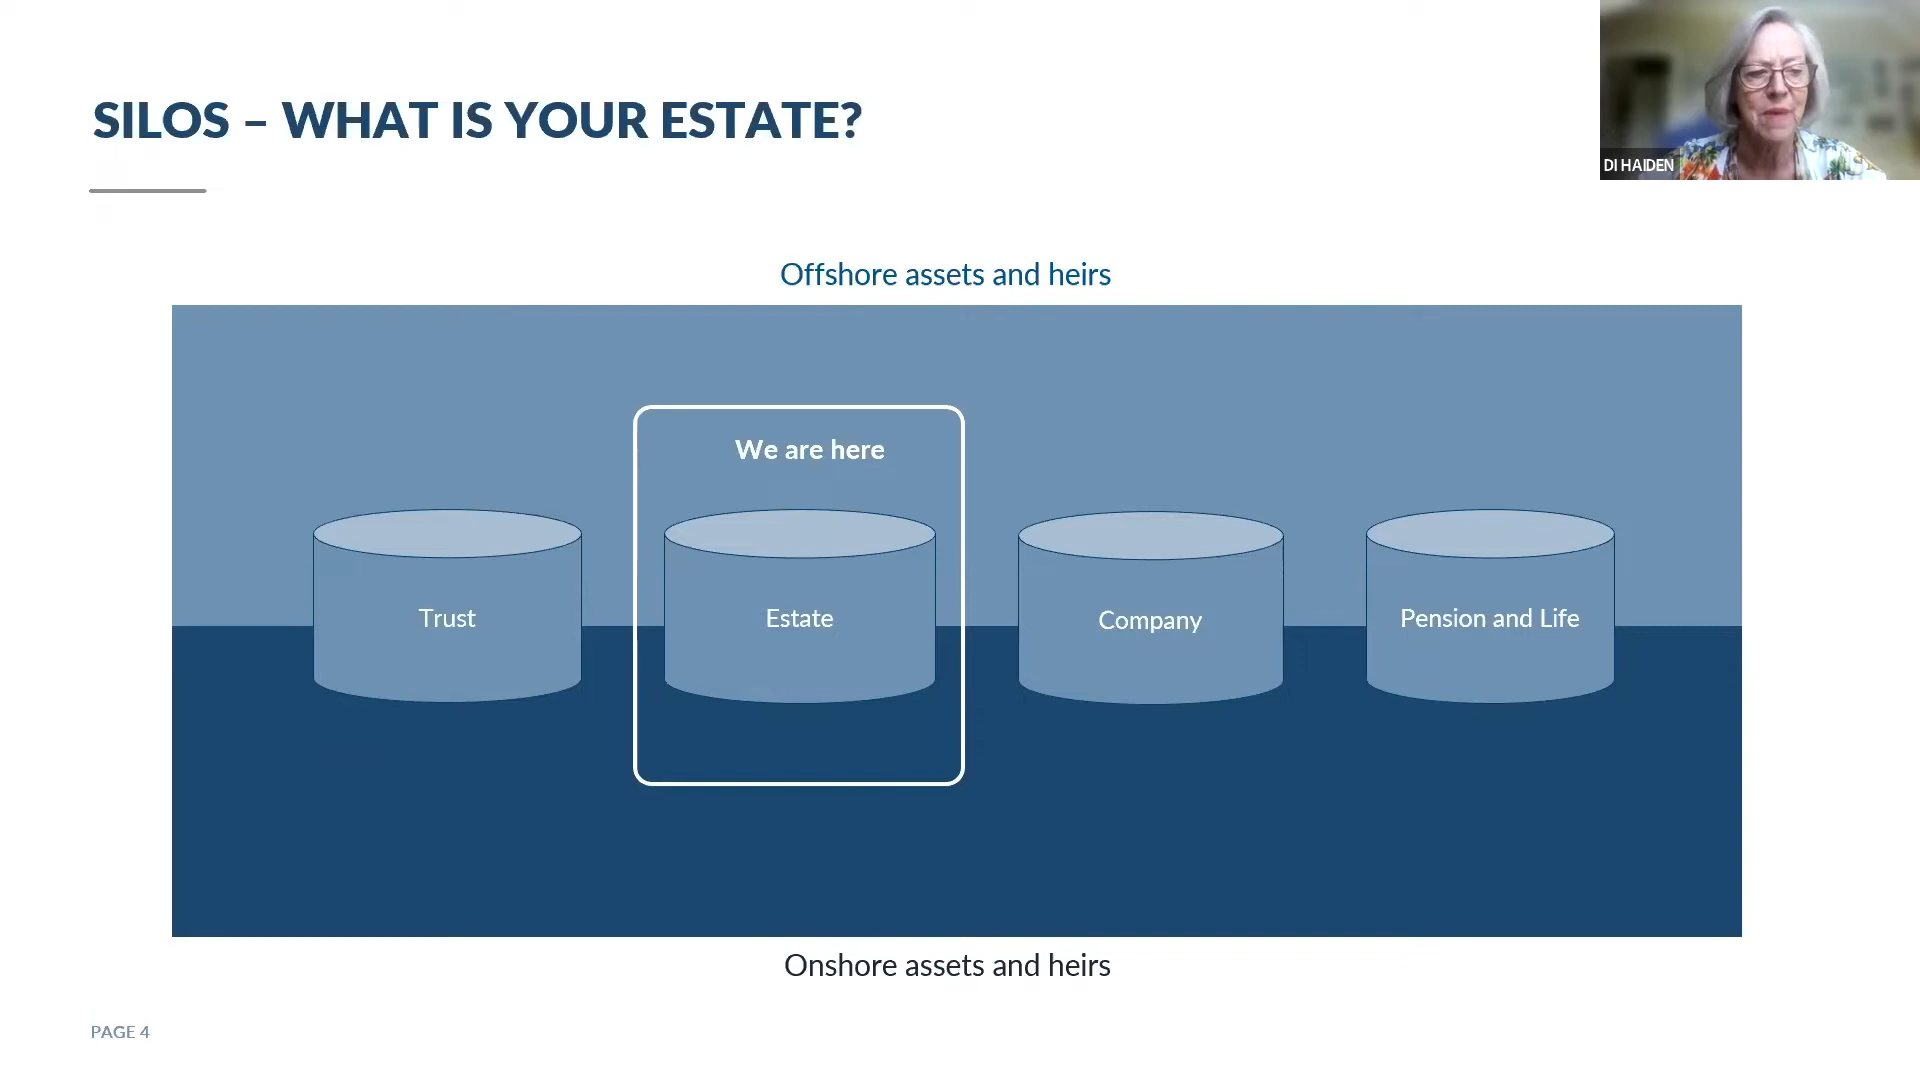 SILOS – WHAT IS YOUR ESTATE?
DI HAIDEN
Offshore assets and heirs
We are here
Trust
Estate
Company
Pension and Life
Onshore assets and heirs
PAGE 4